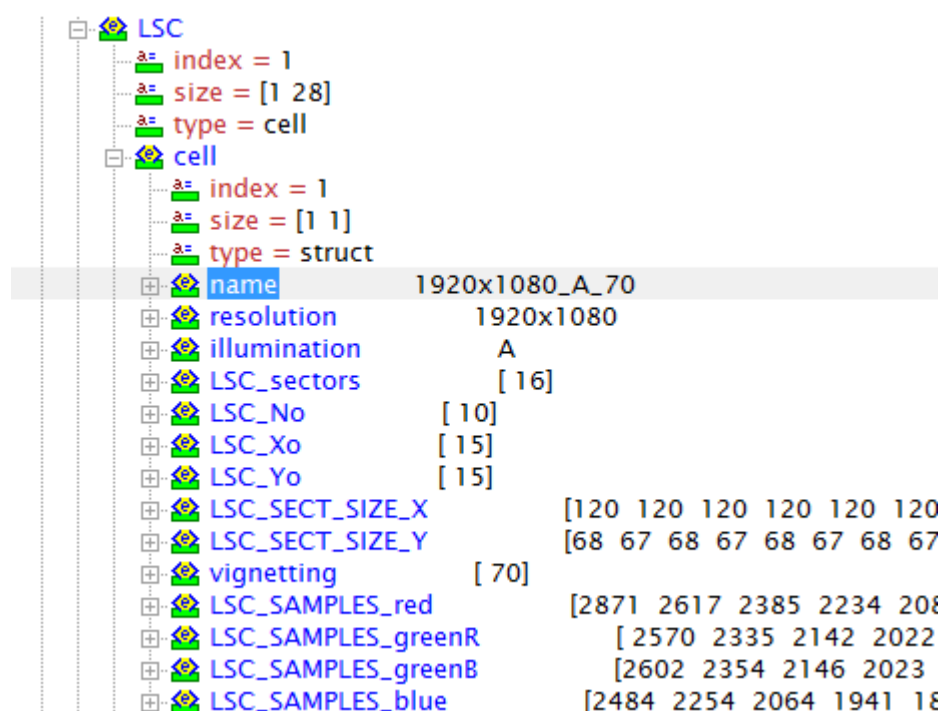 LSC
index = 1
size = [1 28]
type = cell
cell
index = 1
size = [1 1]
type = struct
name 1920x1080_A_70
resolution 1920x1080
illumination A
LSC_sectors [ 16]
LSC_No [ 10]
LSC_Xo [ 15]
LSC_Yo [ 15]
LSC_SECT_SIZE_X [120 120 120 120 120 120
LSC_SECT_SIZE_Y [68 67 68 67 68 67 68 67
vignetting [ 70]
LSC_SAMPLES_red [2871 2617 2385 2234 208
LSC_SAMPLES_greenR [ 2570 2335 2142 2022
LSC_SAMPLES_greenB [2602 2354 2146 2023
LSC_SAMPLES_blue [2484 2254 2064 1941 18